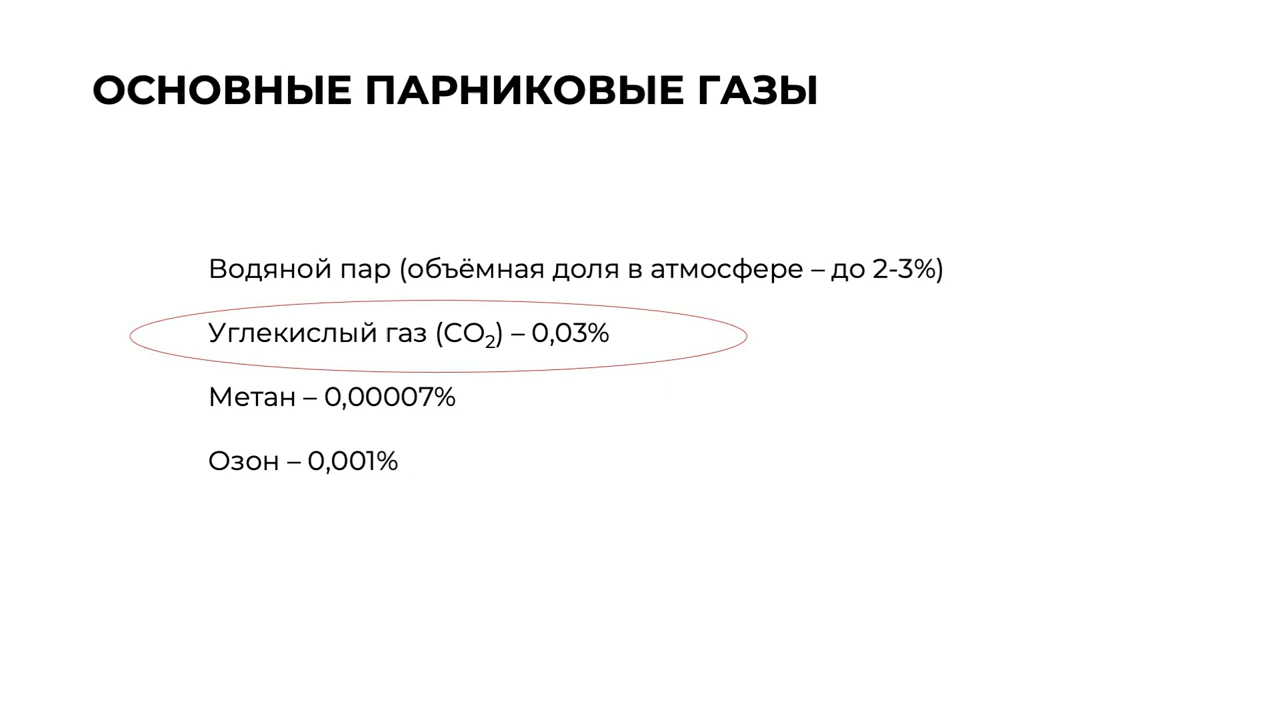 ОСНОВНЫЕ ПАРНИКОВЫЕ ГАЗЫ
Водяной пар (объёмная доля в атмосфере – до 2-3%)
Углекислый газ (CO₂) – 0,03%
Метан – 0,00007%
Озон – 0,001%